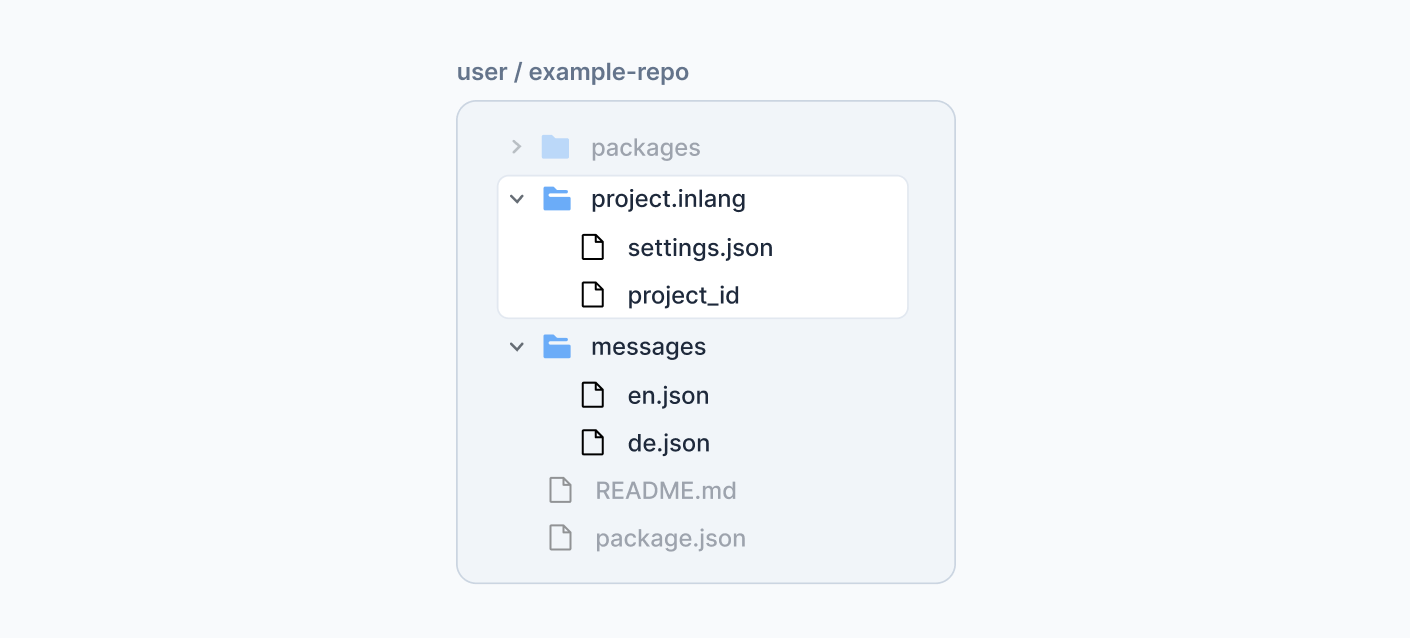 user / example-repo
packages
project.inlang
settings.json
project_id
messages
en.json
de.json
README.md
package.json